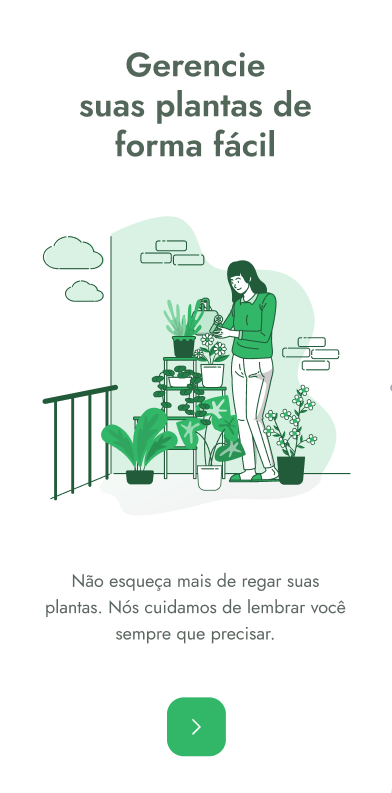 Gerencie
suas plantas de
forma fácil
Não esqueça mais de regar suas
plantas. Nós cuidamos de lembrar você
sempre que precisar.